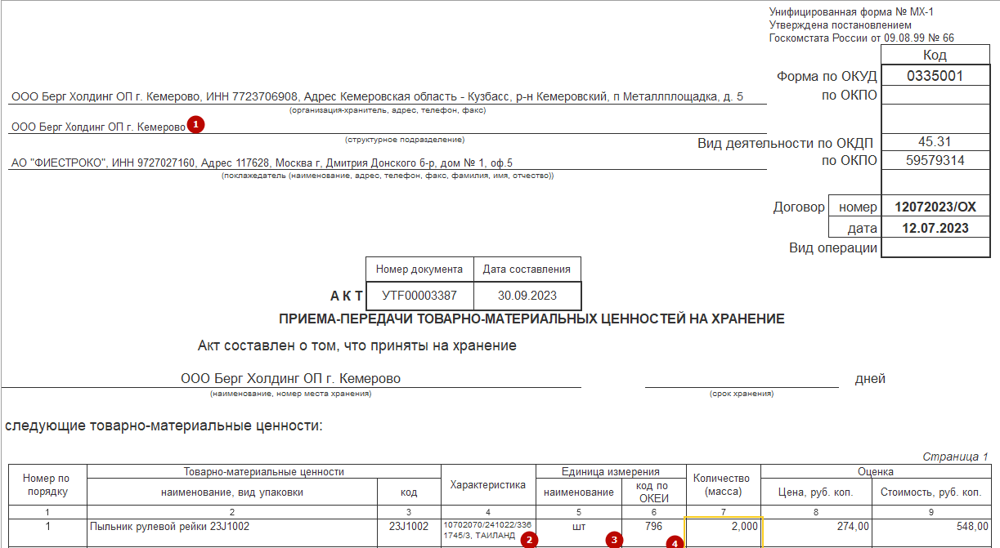 Унифицированная форма № МХ-1
Утверждена постановлением
Госкомстата России от 09.08.99 № 66
Код
Форма по ОКУД 0335001
ООО Берг Холдинг ОП г. Кемерово, ИНН 7723706908, Адрес Кемеровская область - Кузбасс, р-н Кемеровский, п Металлплощадка, д. 5 по ОКПО
(организация-хранитель, адрес, телефон, факс)
ООО Берг Холдинг ОП г. Кемерово 1
(структурное подразделение)
Вид деятельности по ОКДП 45.31
АО "ФИЕСТРОКО", ИНН 9727027160, Адрес 117628, Москва г, Дмитрия Донского б-р, дом № 1, оф.5 по ОКПО 59579314
(поклажедатель (наименование, адрес, телефон, факс, фамилия, имя, отчество))
Договор номер 12072023/ОХ
дата 12.07.2023
Вид операции
Номер документа Дата составления
А К Т УТF00003387 30.09.2023
ПРИЕМА-ПЕРЕДАЧИ ТОВАРНО-МАТЕРИАЛЬНЫХ ЦЕННОСТЕЙ НА ХРАНЕНИЕ
Акт составлен о том, что приняты на хранение
ООО Берг Холдинг ОП г. Кемерово дней
(наименование, номер места хранения) (срок хранения)
следующие товарно-материальные ценности:
Страница 1
Номер по порядку Товарно-материальные ценности Характеристика Единица измерения Количество (масса) Оценка
наименование, вид упаковки код наименование код по ОКЕИ Цена, руб. коп. Стоимость, руб. коп.
1 2 3 4 5 6 7 8 9
1 Пыльник рулевой рейки 23J1002 23J1002 10702070/241022/336 шт 796 2,000 274,00 548,00
1745/3, ТАИЛАНД 2 3 4